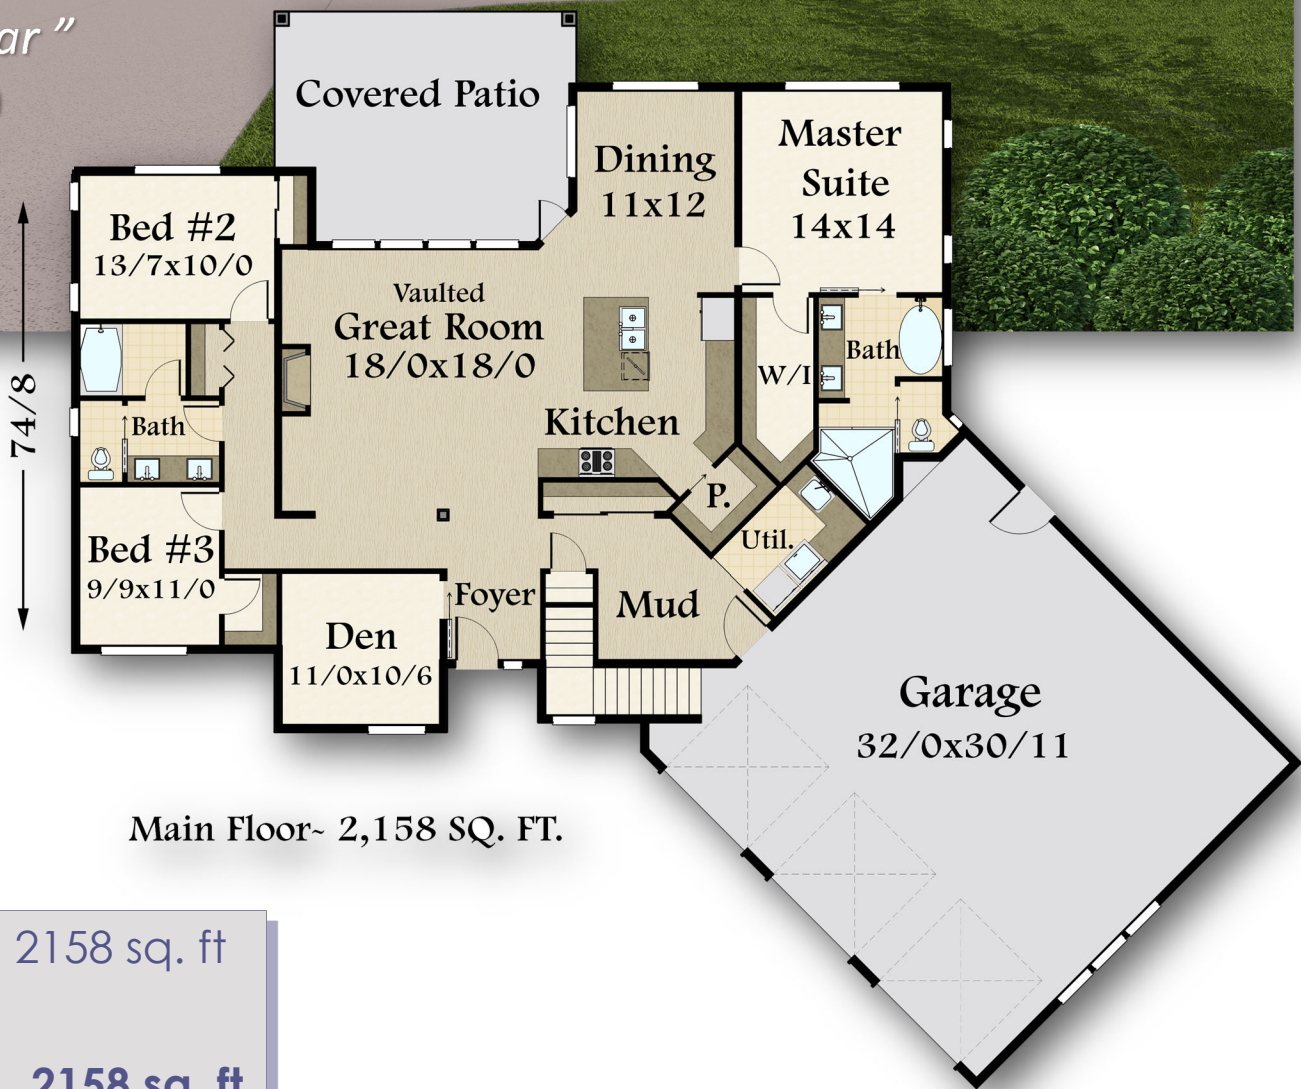 ar ”
Covered Patio
Dining
11x12
Master
Suite
14x14
Bed #2
13/7x10/0
Vaulted
Great Room
18/0x18/0
Bath
W/I
Kitchen
Bath
74/8
P.
Util.
Bed #3
9/9x11/0
Foyer
Mud
Den
11/0x10/6
Garage
32/0x30/11
Main Floor~ 2,158 SQ. FT.
2158 sq. ft
2158 sq. ft